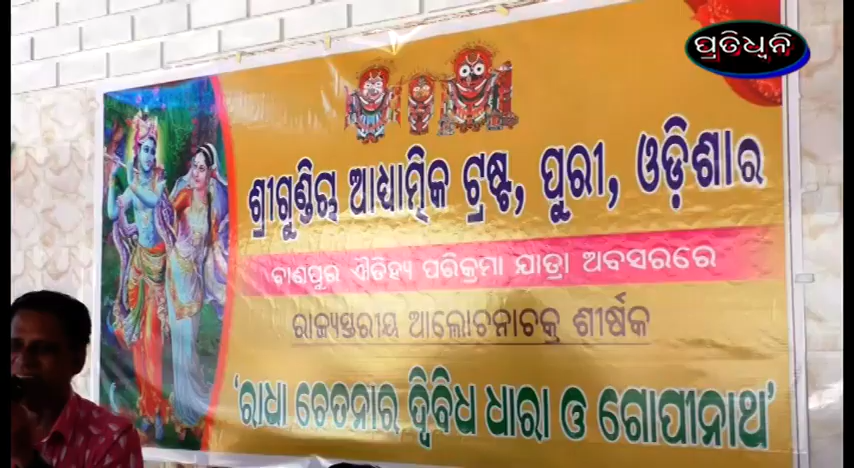 ପ୍ରତିଧ୍ୱନି
ଶ୍ରୀଗୁଣ୍ଡିଚା ଆଧ୍ୟାତ୍ମିକ ଟ୍ରଷ୍ଟ, ପୁରୀ, ଓଡ଼ିଶାର
ବାଣପୁର ଐତିହ୍ୟ ପରିକ୍ରମା ଯାତ୍ରା ଅବସରରେ
ରାଜ୍ୟସ୍ତରୀୟ ଆଲୋଚନାଚକ୍ର ଶୀର୍ଷକ
‘ରାଧା ଚେତନାର ଦ୍ୱିବିଧ ଧାରା ଓ ଗୋପୀନାଥ’